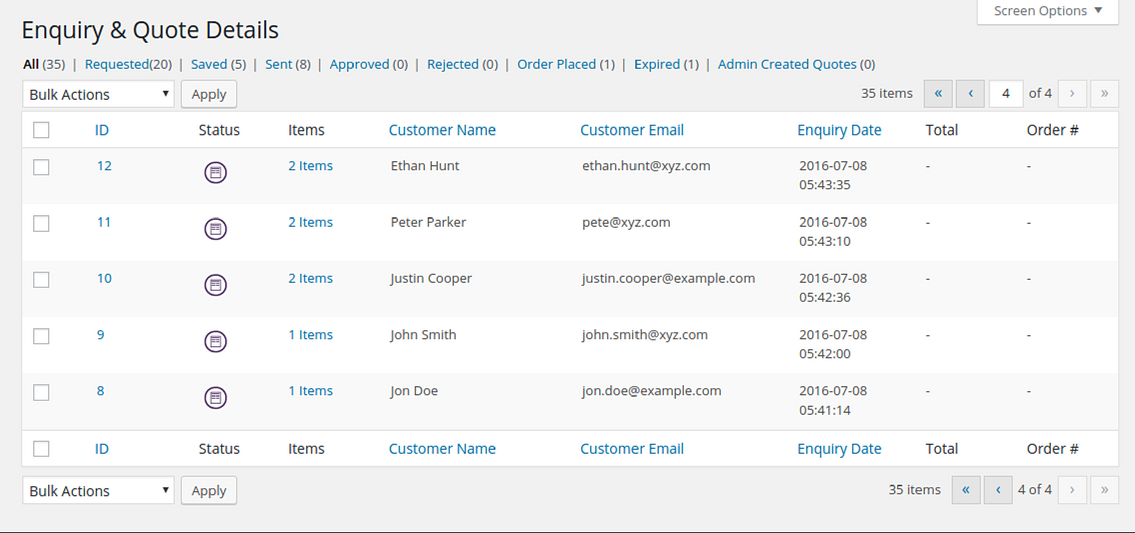 Screen Options ▼
Enquiry & Quote Details
All (35) | Requested(20) | Saved (5) | Sent (8) | Approved (0) | Rejected (0) | Order Placed (1) | Expired (1) | Admin Created Quotes (0)
Bulk Actions Apply 35 items « ‹ 4 of 4 › »
ID Status Items Customer Name Customer Email Enquiry Date Total Order #
12 2 Items Ethan Hunt ethan.hunt@xyz.com 2016-07-08 - -
05:43:35
11 2 Items Peter Parker pete@xyz.com 2016-07-08 - -
05:43:10
10 2 Items Justin Cooper justin.cooper@example.com 2016-07-08 - -
05:42:36
9 1 Items John Smith john.smith@xyz.com 2016-07-08 - -
05:42:00
8 1 Items Jon Doe jon.doe@example.com 2016-07-08 - -
05:41:14
ID Status Items Customer Name Customer Email Enquiry Date Total Order #
Bulk Actions Apply 35 items « ‹ 4 of 4 › »